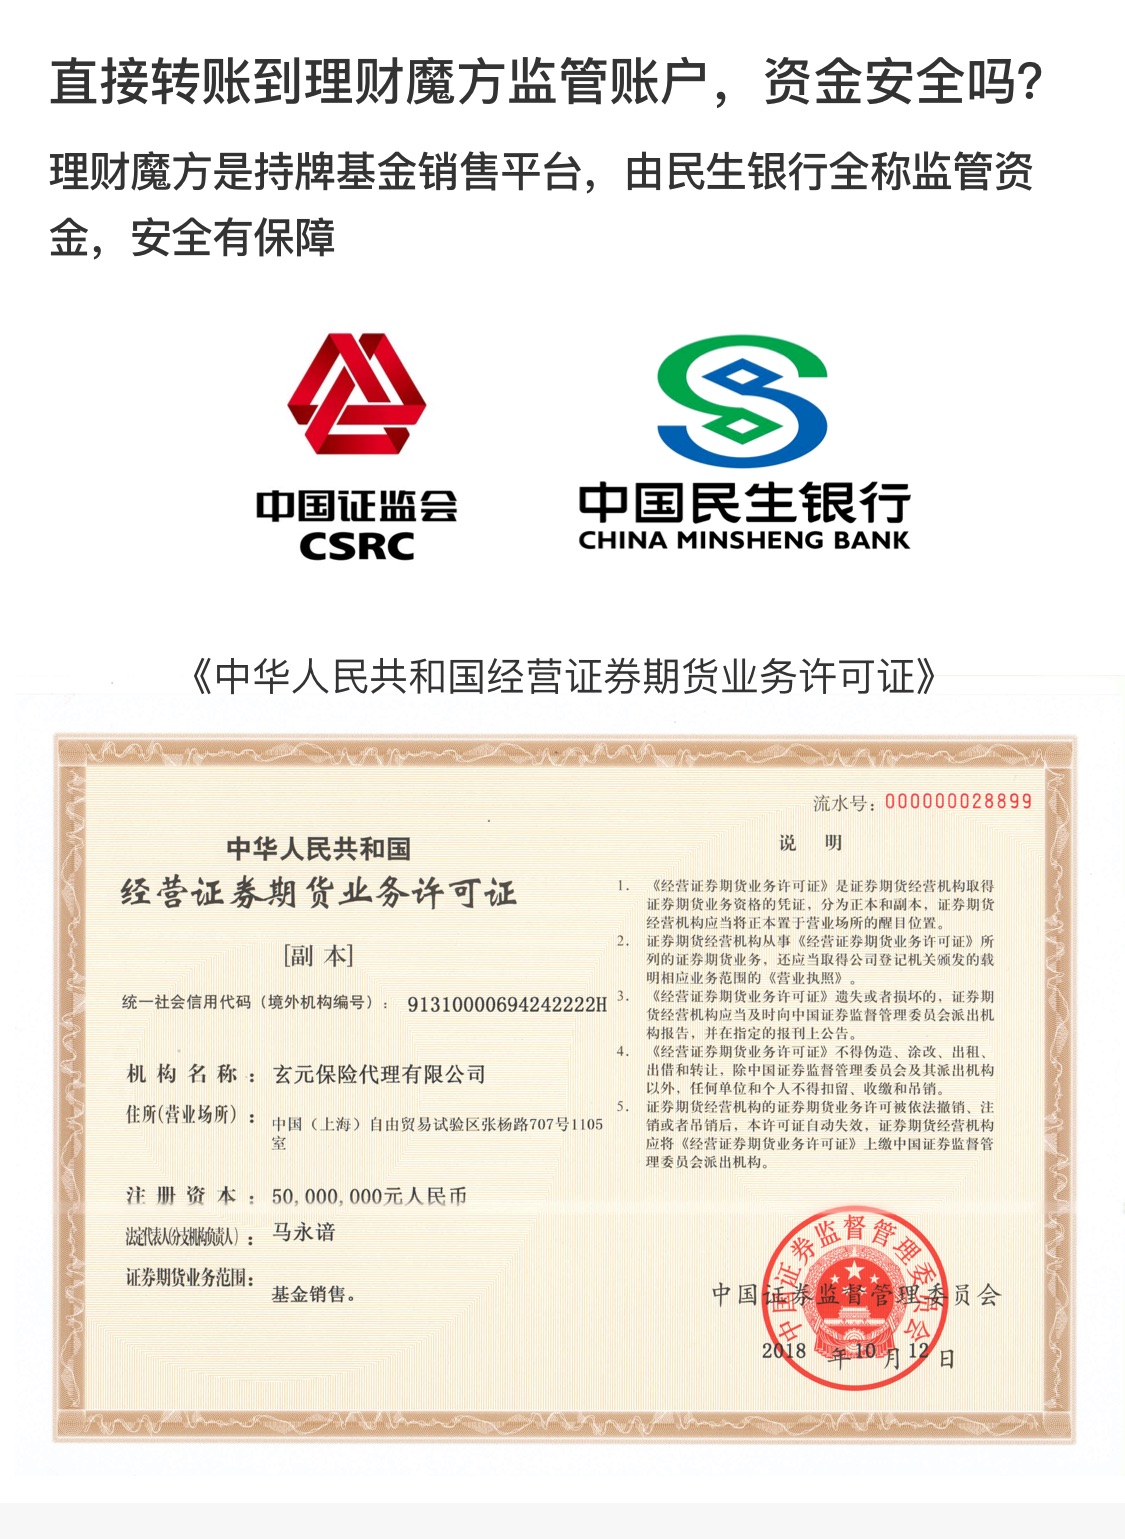 直接转账到理财魔方监管账户，资金安全吗？
理财魔方是持牌基金销售平台，由民生银行全称监管资
金，安全有保障
中国证监会
CSRC
中国民生银行
CHINA MINSHENG BANK
《中华人民共和国经营证券期货业务许可证》
流水号：000000028899
中华人民共和国
经营证券期货业务许可证
[副 本]
统一社会信用代码（境外机构编号）： 91310000694242222H
机构名称： 玄元保险代理有限公司
住所(营业场所)： 中国（上海）自由贸易试验区张杨路707号1105
室
注册资本： 50,000,000元人民币
法定代表人(分支机构负责人)： 马永谙
证券期货业务范围：
基金销售。
说 明
1. 《经营证券期货业务许可证》是证券期货经营机构取得
证券期货业务资格的凭证，分为正本和副本，证券期货
经营机构应当将正本置于营业场所的醒目位置。
2. 证券期货经营机构从事《经营证券期货业务许可证》所
列的证券期货业务，还应当取得公司登记机关颁发的载
明相应业务范围的《营业执照》。
3. 《经营证券期货业务许可证》遗失或者损坏的，证券期
货经营机构应当及时向中国证券监督管理委员会派出机
构报告，并在指定的报刊上公告。
4. 《经营证券期货业务许可证》不得伪造、涂改、出租、
出借和转让，除中国证券监督管理委员会及其派出机构
以外，任何单位和个人不得扣留、收缴和吊销。
5. 证券期货经营机构的证券期货业务许可被依法撤销、注
销或者吊销后，本许可证自动失效，证券期货经营机构
应将《经营证券期货业务许可证》上缴中国证券监督管
理委员会派出机构。
中国证券监督管理委员会
中国证券监督管理委员会
2018 年 10 月 12 日